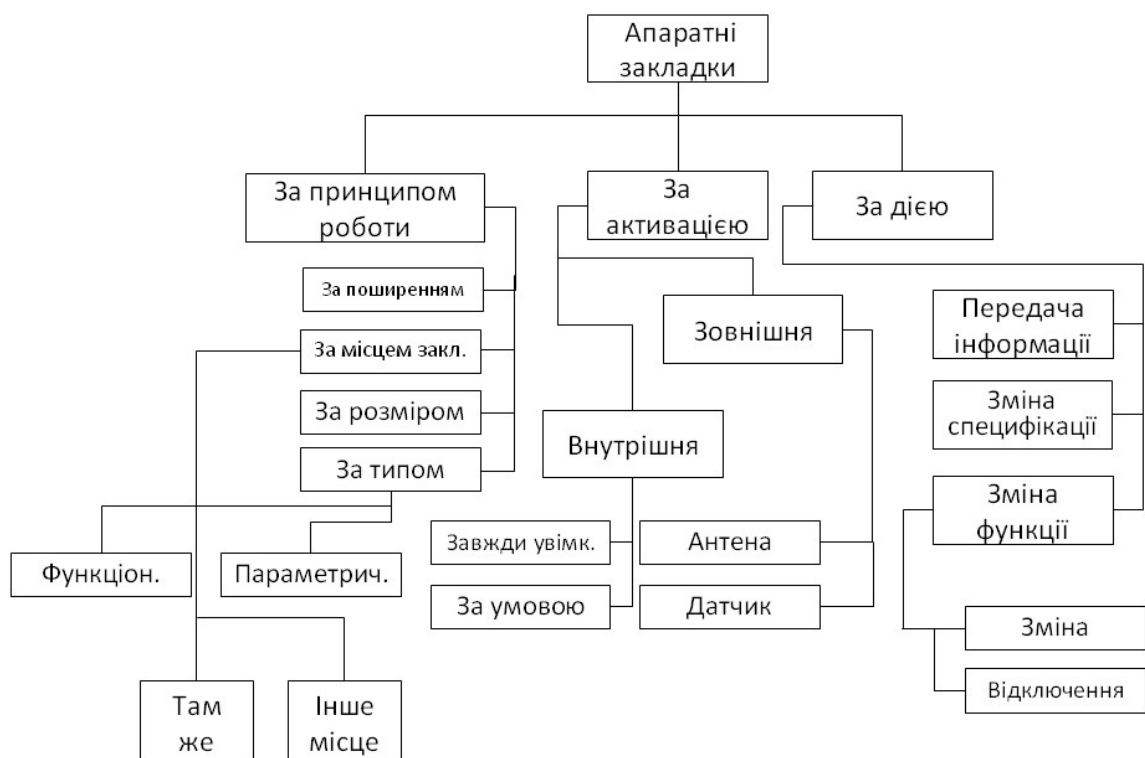 Апаратні
закладки
За принципом
роботи
За
активацією
За дією
За поширенням
За місцем закл.
За розміром
За типом
Функціон.
Параметрич.
Там
же
Інше
місце
Зовнішня
Внутрішня
Завжди увімк.
За умовою
Антена
Датчик
Передача
інформації
Зміна
специфікації
Зміна
функції
Зміна
Відключення